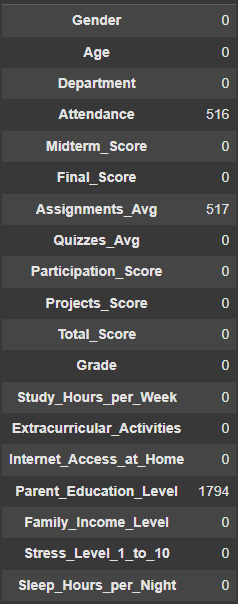 Gender 0
Age 0
Department 0
Attendance 516
Midterm_Score 0
Final_Score 0
Assignments_Avg 517
Quizzes_Avg 0
Participation_Score 0
Projects_Score 0
Total_Score 0
Grade 0
Study_Hours_per_Week 0
Extracurricular_Activities 0
Internet_Access_at_Home 0
Parent_Education_Level 1794
Family_Income_Level 0
Stress_Level_1_to_10 0
Sleep_Hours_per_Night 0